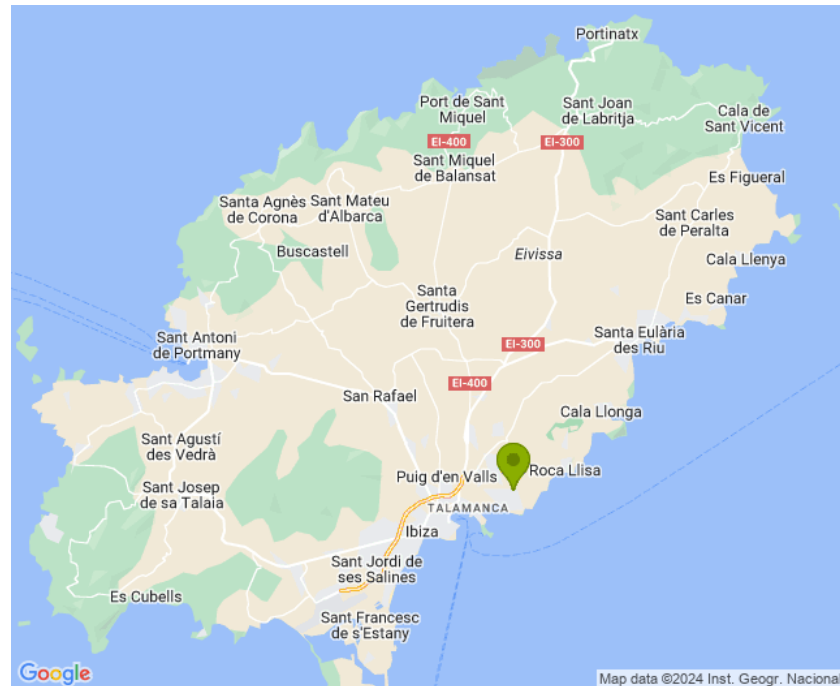 Portinatx
Port de Sant
Miquel
Sant Joan
de Labritja
Cala de
Sant Vicent
EI-400
EI-300
Sant Miquel
de Balansat
Es Figueral
Santa Agnès
de Corona
Sant Mateu
d'Albarca
Sant Carles
de Peralta
Buscastell
Eivissa
Cala Llenya
Santa
Gertrudis
de Fruitera
Es Canar
Sant Antoni
de Portmany
Santa Eulària
des Riu
EI-300
EI-400
San Rafael
Cala Llonga
Sant Agustí
des Vedrà
Puig d'en Valls
Roca Llisa
Sant Josep
de sa Talaia
TALAMANCA
Ibiza
Sant Jordi de
ses Salines
Es Cubells
Sant Francesc
de s'Estany
Google
Map data ©2024 Inst. Geogr. Nacional